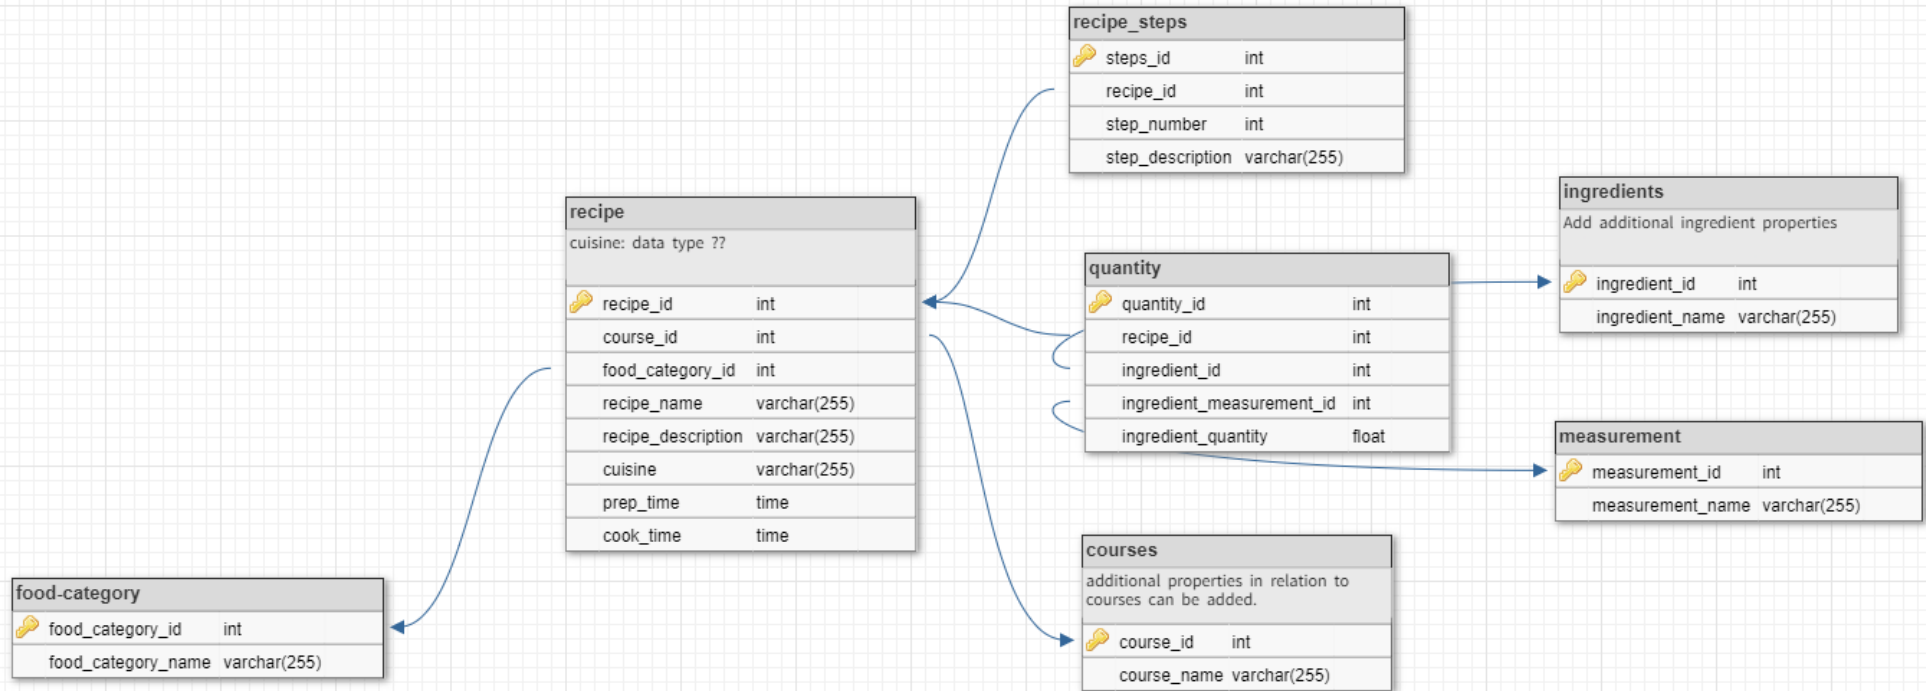 recipe_steps
steps_id int
recipe_id int
step_number int
step_description varchar(255)
recipe
cuisine: data type ??
recipe_id int
course_id int
food_category_id int
recipe_name varchar(255)
recipe_description varchar(255)
cuisine varchar(255)
prep_time time
cook_time time
quantity
quantity_id int
recipe_id int
ingredient_id int
ingredient_measurement_id int
ingredient_quantity float
ingredients
Add additional ingredient properties
ingredient_id int
ingredient_name varchar(255)
measurement
measurement_id int
measurement_name varchar(255)
courses
additional properties in relation to
courses can be added.
course_id int
course_name varchar(255)
food-category
food_category_id int
food_category_name varchar(255)